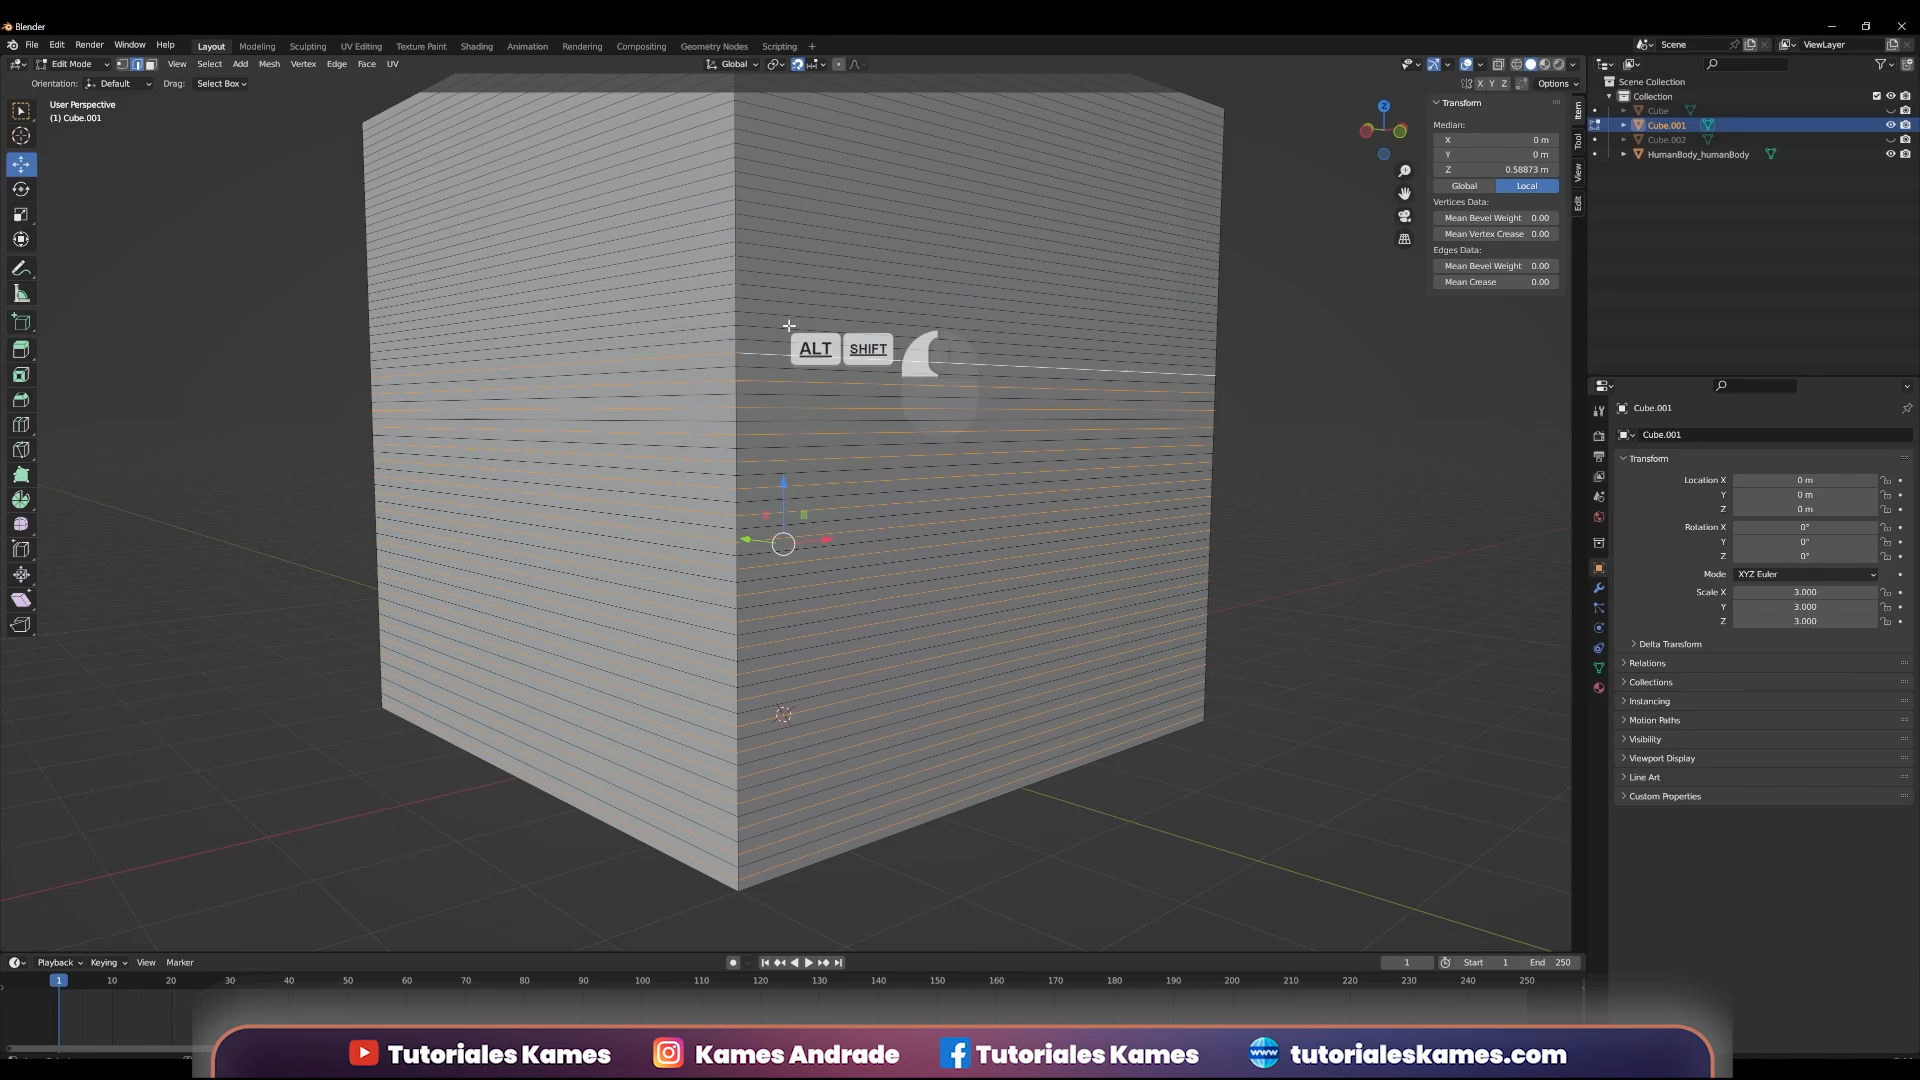 Blender
File Edit Render Window Help Layout Modeling Sculpting UV Editing Texture Paint Shading Animation Rendering Compositing Geometry Nodes Scripting + Scene ViewLayer
Edit Mode View Select Add Mesh Vertex Edge Face UV Global
Orientation: Default Drag: Select Box X Y Z Options
User Perspective
(1) Cube.001
Z
Transform
Median:
X 0 m
Y 0 m
Z 0.58873 m
Global Local
Vertices Data:
Mean Bevel Weight 0.00
Mean Vertex Crease 0.00
Edges Data:
Mean Bevel Weight 0.00
Mean Crease 0.00
Item
Tool
View
Edit
ALT SHIFT
Scene Collection
Collection
Cube
Cube.001
Cube.002
HumanBody_humanBody
Cube.001
Cube.001
Transform
Location X 0 m
Y 0 m
Z 0 m
Rotation X 0°
Y 0°
Z 0°
Mode XYZ Euler
Scale X 3.000
Y 3.000
Z 3.000
Delta Transform
Relations
Collections
Instancing
Motion Paths
Visibility
Viewport Display
Line Art
Custom Properties
Playback Keying View Marker 1 Start 1 End 250
1 10 20 30 40 50 60 70 80 90 100 110 120 130 140 150 160 170 180 190 200 210 220 230 240 250
Tutoriales Kames Kames Andrade Tutoriales Kames www tutorialeskames.com